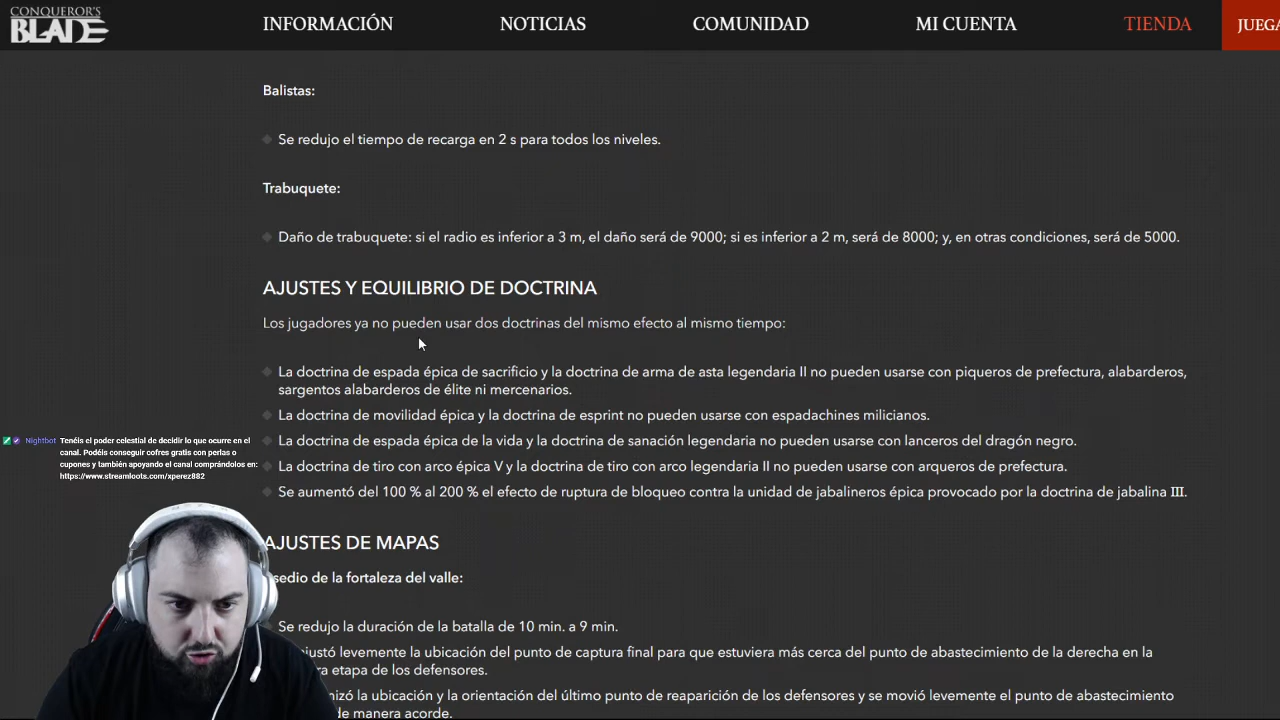 CONQUEROR'S
BLADE
INFORMACIÓN
NOTICIAS
COMUNIDAD
MI CUENTA
TIENDA
Balistas:
Se redujo el tiempo de recarga en 2 s para todos los niveles.
Trabuquete:
Daño de trabuquete: si el radio es inferior a 3 m, el daño será de 9000; si es inferior a 2 m, será de 8000; y, en otras condiciones, será de 5000.
AJUSTES Y EQUILIBRIO DE DOCTRINA
Los jugadores ya no pueden usar dos doctrinas del mismo efecto al mismo tiempo:
La doctrina de espada épica de sacrificio y la doctrina de arma de asta legendaria II no pueden usarse con piqueros de prefectura, alabarderos,
sargentos alabarderos de élite ni mercenarios.
La doctrina de movilidad épica y la doctrina de esprint no pueden usarse con espadachines milicianos.
La doctrina de espada épica de la vida y la doctrina de sanación legendaria no pueden usarse con lanceros del dragón negro.
La doctrina de tiro con arco épica V y la doctrina de tiro con arco legendaria II no pueden usarse con arqueros de prefectura.
Se aumentó del 100 % al 200 % el efecto de ruptura de bloqueo contra la unidad de jabalineros épica provocado por la doctrina de jabalina III.
Nightbot Tenéis el poder celestial de decidir lo que ocurre en el
canal. Podéis conseguir cofres gratis con perlas o
cupones y también apoyando el canal comprándolos en:
https://www.streamloots.com/xperez882
AJUSTES DE MAPAS
sedio de la fortaleza del valle:
Se redujo la duración de la batalla de 10 min. a 9 min.
ajustó levemente la ubicación del punto de captura final para que estuviera más cerca del punto de abastecimiento de la derecha en la
etapa de los defensores.
la ubicación y la orientación del último punto de reaparición de los defensores y se movió levemente el punto de abastecimiento
de manera acorde.